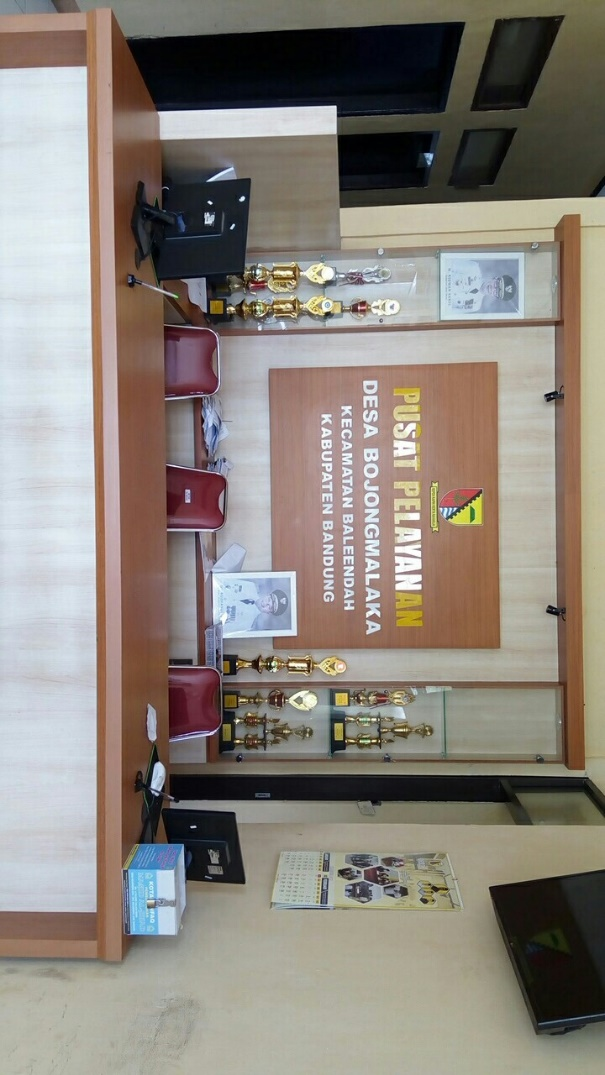 PUSAT PELAYANAN
DESA BOJONGMALAKA
KECAMATAN BALEENDAH
KABUPATEN BANDUNG